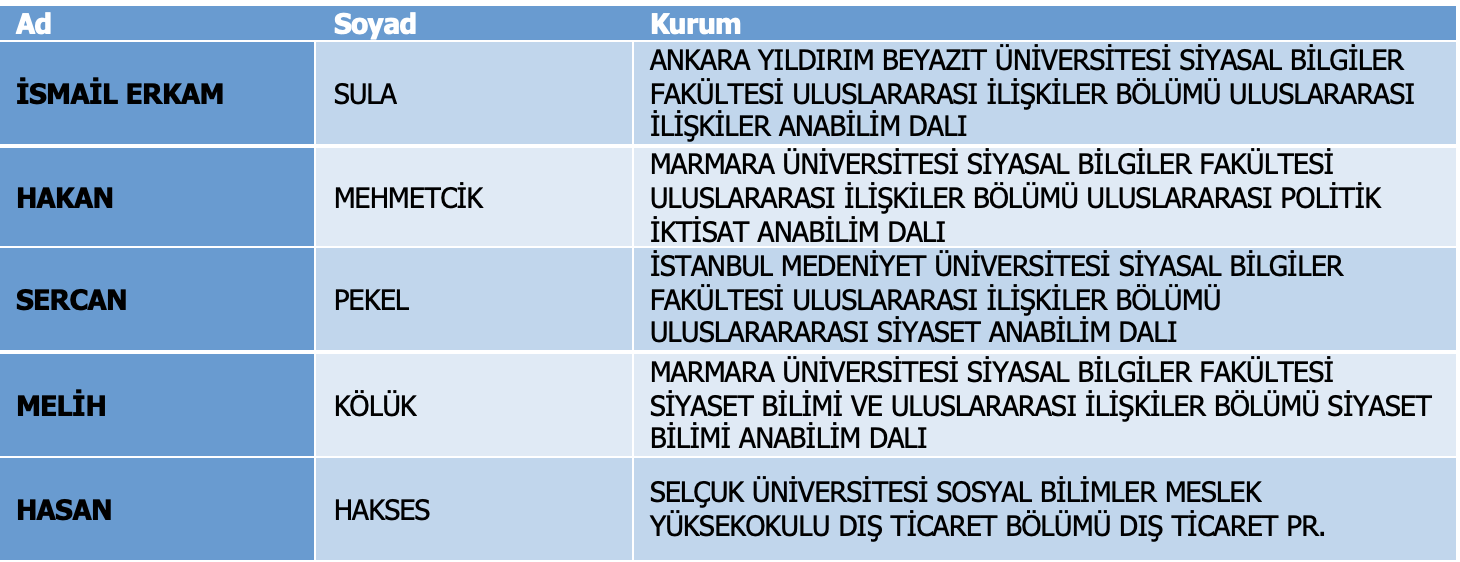 Ad Soyad Kurum
İSMAİL ERKAM SULA ANKARA YILDIRIM BEYAZIT ÜNİVERSİTESİ SİYASAL BİLGİLER
FAKÜLTESİ ULUSLARARASI İLİŞKİLER BÖLÜMÜ ULUSLARARASI
İLİŞKİLER ANABİLİM DALI
HAKAN MEHMETCİK MARMARA ÜNİVERSİTESİ SİYASAL BİLGİLER FAKÜLTESİ
ULUSLARARASI İLİŞKİLER BÖLÜMÜ ULUSLARARASI POLİTİK
İKTİSAT ANABİLİM DALI
SERCAN PEKEL İSTANBUL MEDENİYET ÜNİVERSİTESİ SİYASAL BİLGİLER
FAKÜLTESİ ULUSLARARASI İLİŞKİLER BÖLÜMÜ
ULUSLARARARASI SİYASET ANABİLİM DALI
MELİH KÖLÜK MARMARA ÜNİVERSİTESİ SİYASAL BİLGİLER FAKÜLTESİ
SİYASET BİLİMİ VE ULUSLARARASI İLİŞKİLER BÖLÜMÜ SİYASET
BİLİMİ ANABİLİM DALI
HASAN HAKSES SELÇUK ÜNİVERSİTESİ SOSYAL BİLİMLER MESLEK
YÜKSEKOKULU DIŞ TİCARET BÖLÜMÜ DIŞ TİCARET PR.